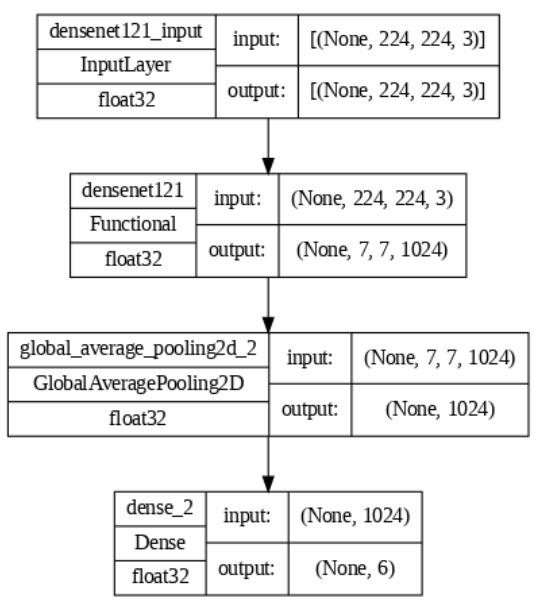 densenet121_input
InputLayer
float32
input:
[(None, 224, 224, 3)]
output:
[(None, 224, 224, 3)]
densenet121
Functional
float32
input:
(None, 224, 224, 3)
output:
(None, 7, 7, 1024)
global_average_pooling2d_2
GlobalAveragePooling2D
float32
input:
(None, 7, 7, 1024)
output:
(None, 1024)
dense_2
Dense
float32
input:
(None, 1024)
output:
(None, 6)